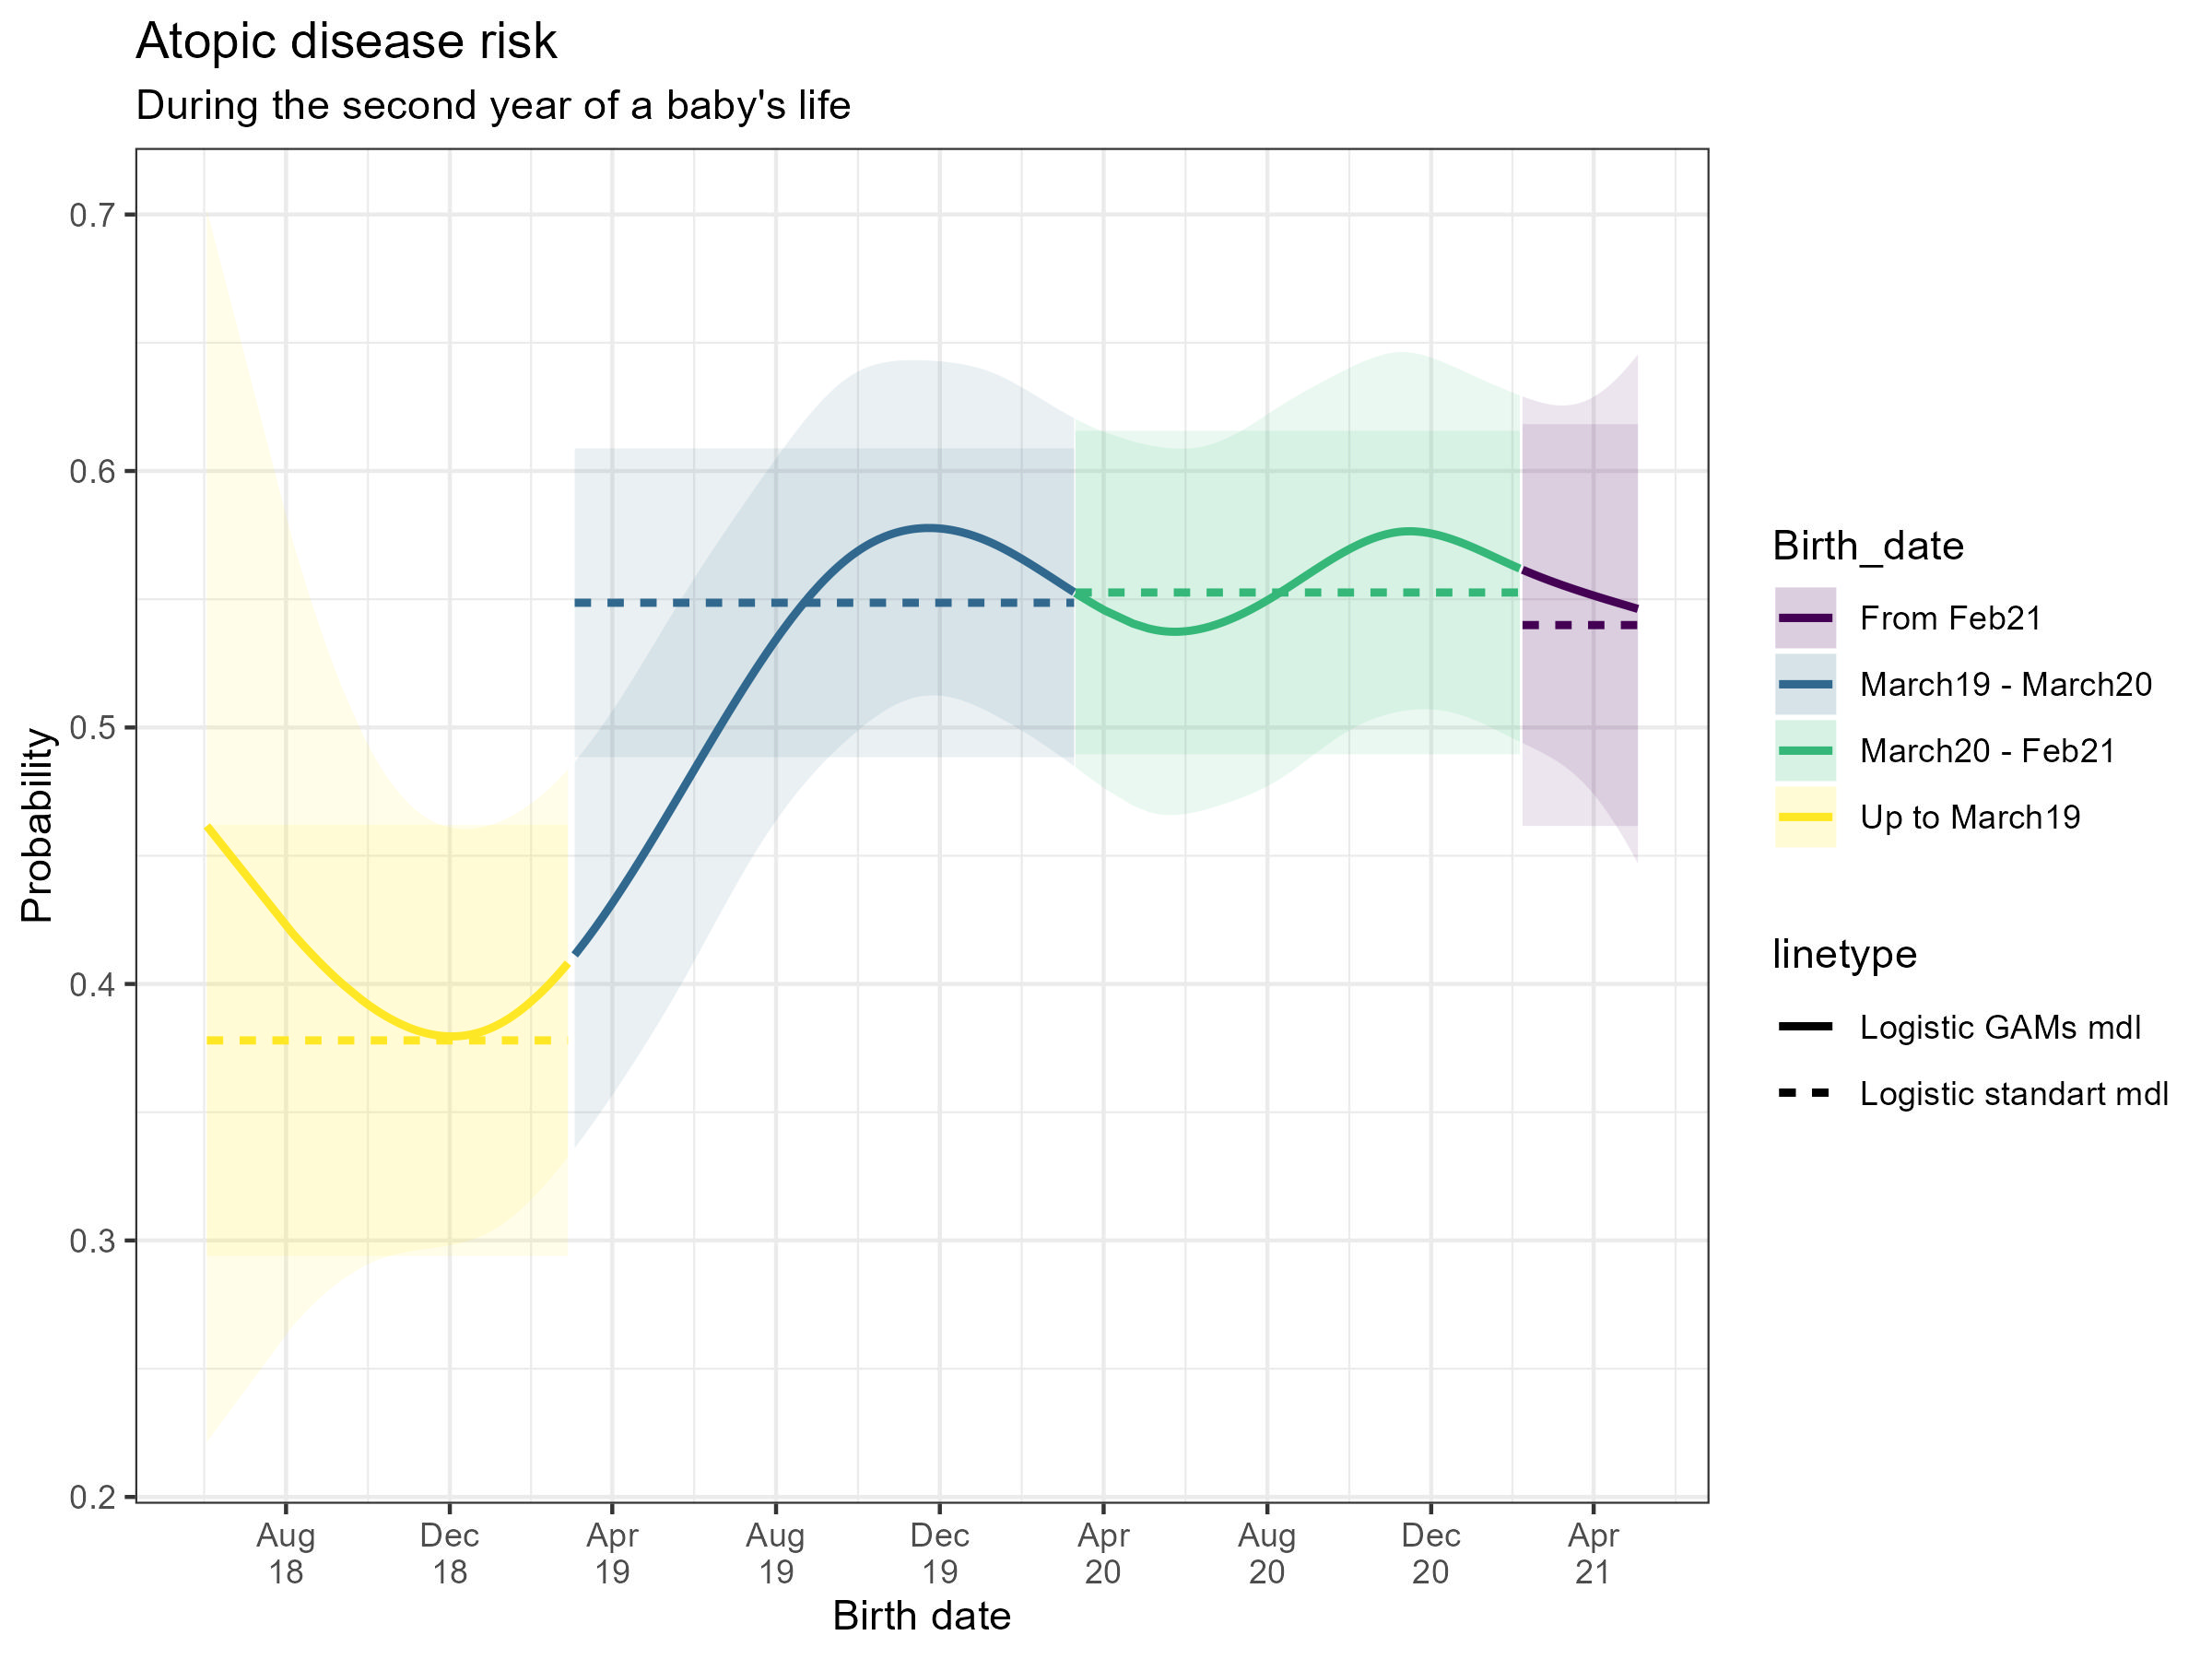 Atopic disease risk
During the second year of a baby's life
0.7
0.6
0.5
0.4
0.3
0.2
Probability
Aug
18
Dec
18
Apr
19
Aug
19
Dec
19
Apr
20
Aug
20
Dec
20
Apr
21
Birth date
Birth_date
From Feb21
March19 - March20
March20 - Feb21
Up to March19
linetype
Logistic GAMs mdl
Logistic standart mdl